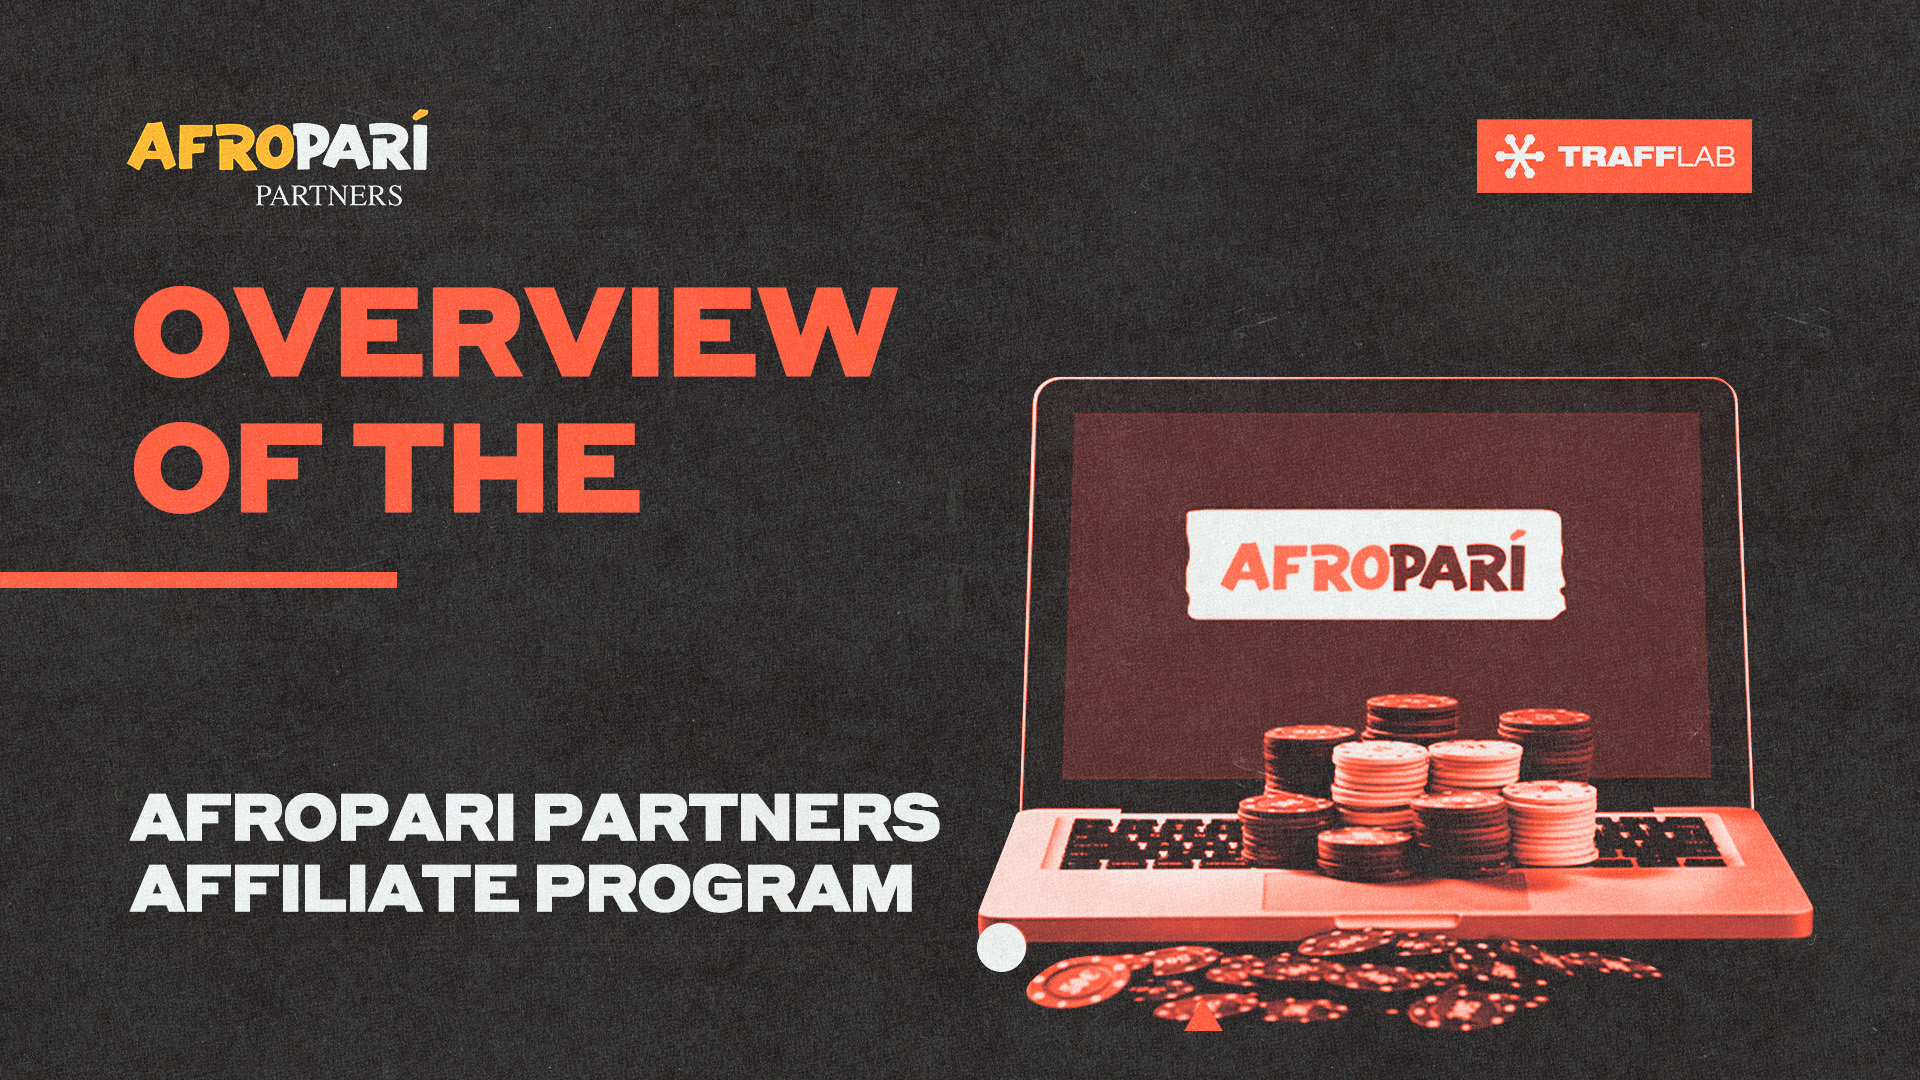 AFROPARÍ
PARTNERS
TRAFFLAB
OVERVIEW
OF THE
AFROPARÍ
AFROPARI PARTNERS
AFFILIATE PROGRAM